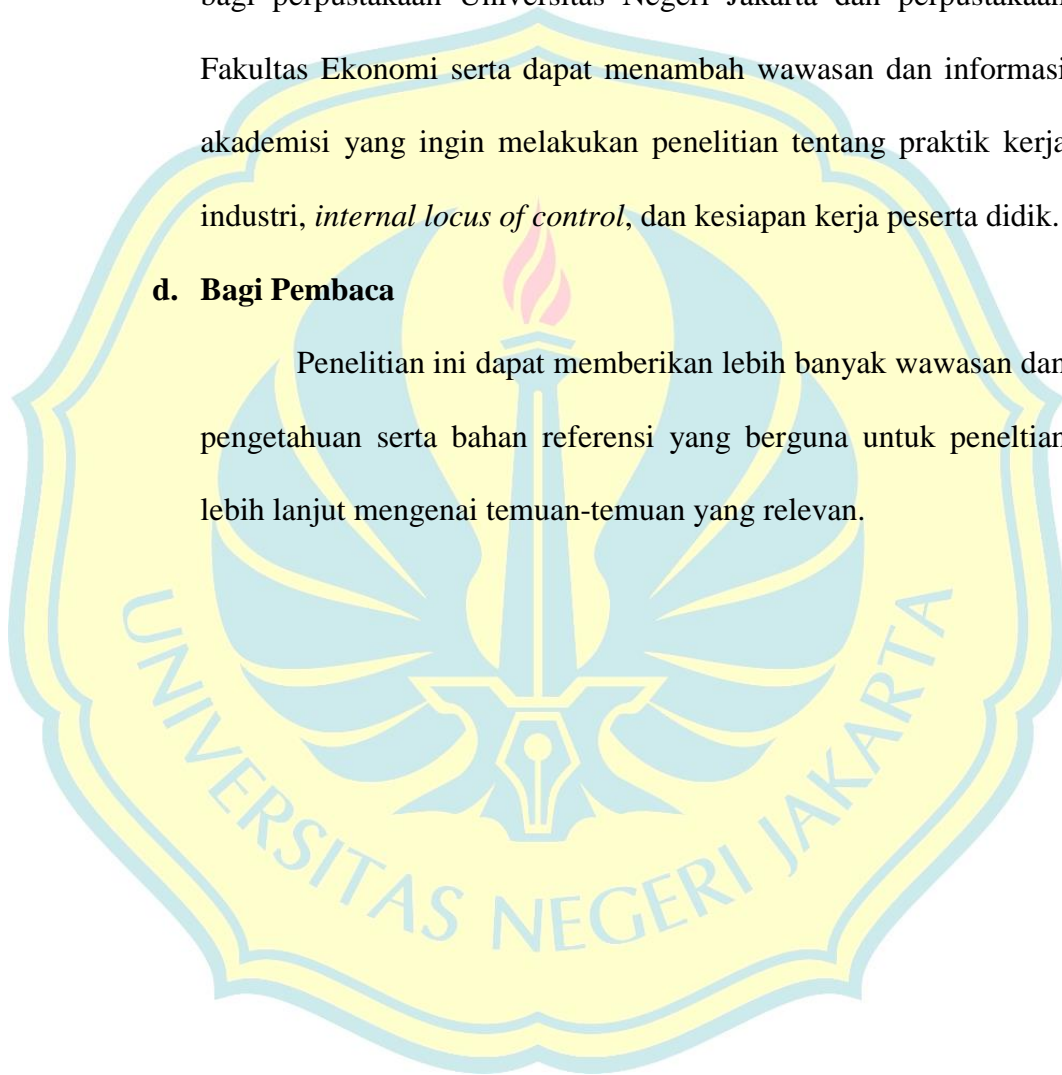 bagi perpustakaan Universitas Negeri Jakarta dan perpustakaan
Fakultas Ekonomi serta dapat menambah wawasan dan informasi
akademisi yang ingin melakukan penelitian tentang praktik kerja
industri, internal locus of control, dan kesiapan kerja peserta didik.
d. Bagi Pembaca
Penelitian ini dapat memberikan lebih banyak wawasan dan
pengetahuan serta bahan referensi yang berguna untuk peneltian
lebih lanjut mengenai temuan-temuan yang relevan.
UNIVERSITAS NEGERI JAKARTA